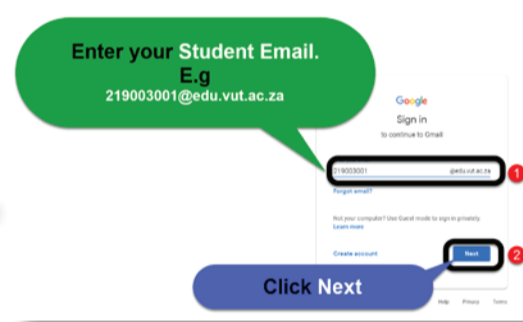 Enter your Student Email.
E.g
219003001@edu.vut.ac.za
Google
Sign in
to continue to Gmail
219003001 @edu.vut.ac.za
1
Forgot email?
Not your computer? Use Guest mode to sign in privately.
Learn more
Create account Next
2
Click Next
Help Privacy Terms